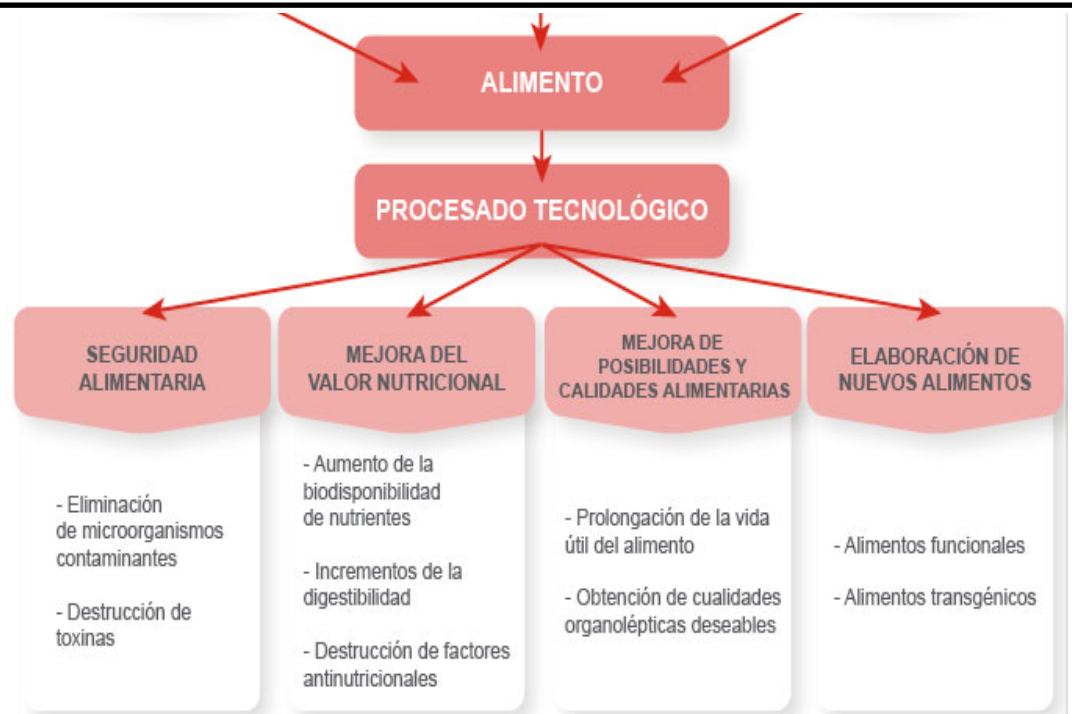 ALIMENTO
PROCESADO TECNOLÓGICO
SEGURIDAD
ALIMENTARIA
- Eliminación
de microorganismos
contaminantes
- Destrucción de
toxinas
MEJORA DEL
VALOR NUTRICIONAL
- Aumento de la
biodisponibilidad
de nutrientes
- Incrementos de la
digestibilidad
- Destrucción de factores
antinutricionales
MEJORA DE
POSIBILIDADES Y
CALIDADES ALIMENTARIAS
- Prolongación de la vida
útil del alimento
- Obtención de cualidades
organolépticas deseables
ELABORACIÓN DE
NUEVOS ALIMENTOS
- Alimentos funcionales
- Alimentos transgénicos